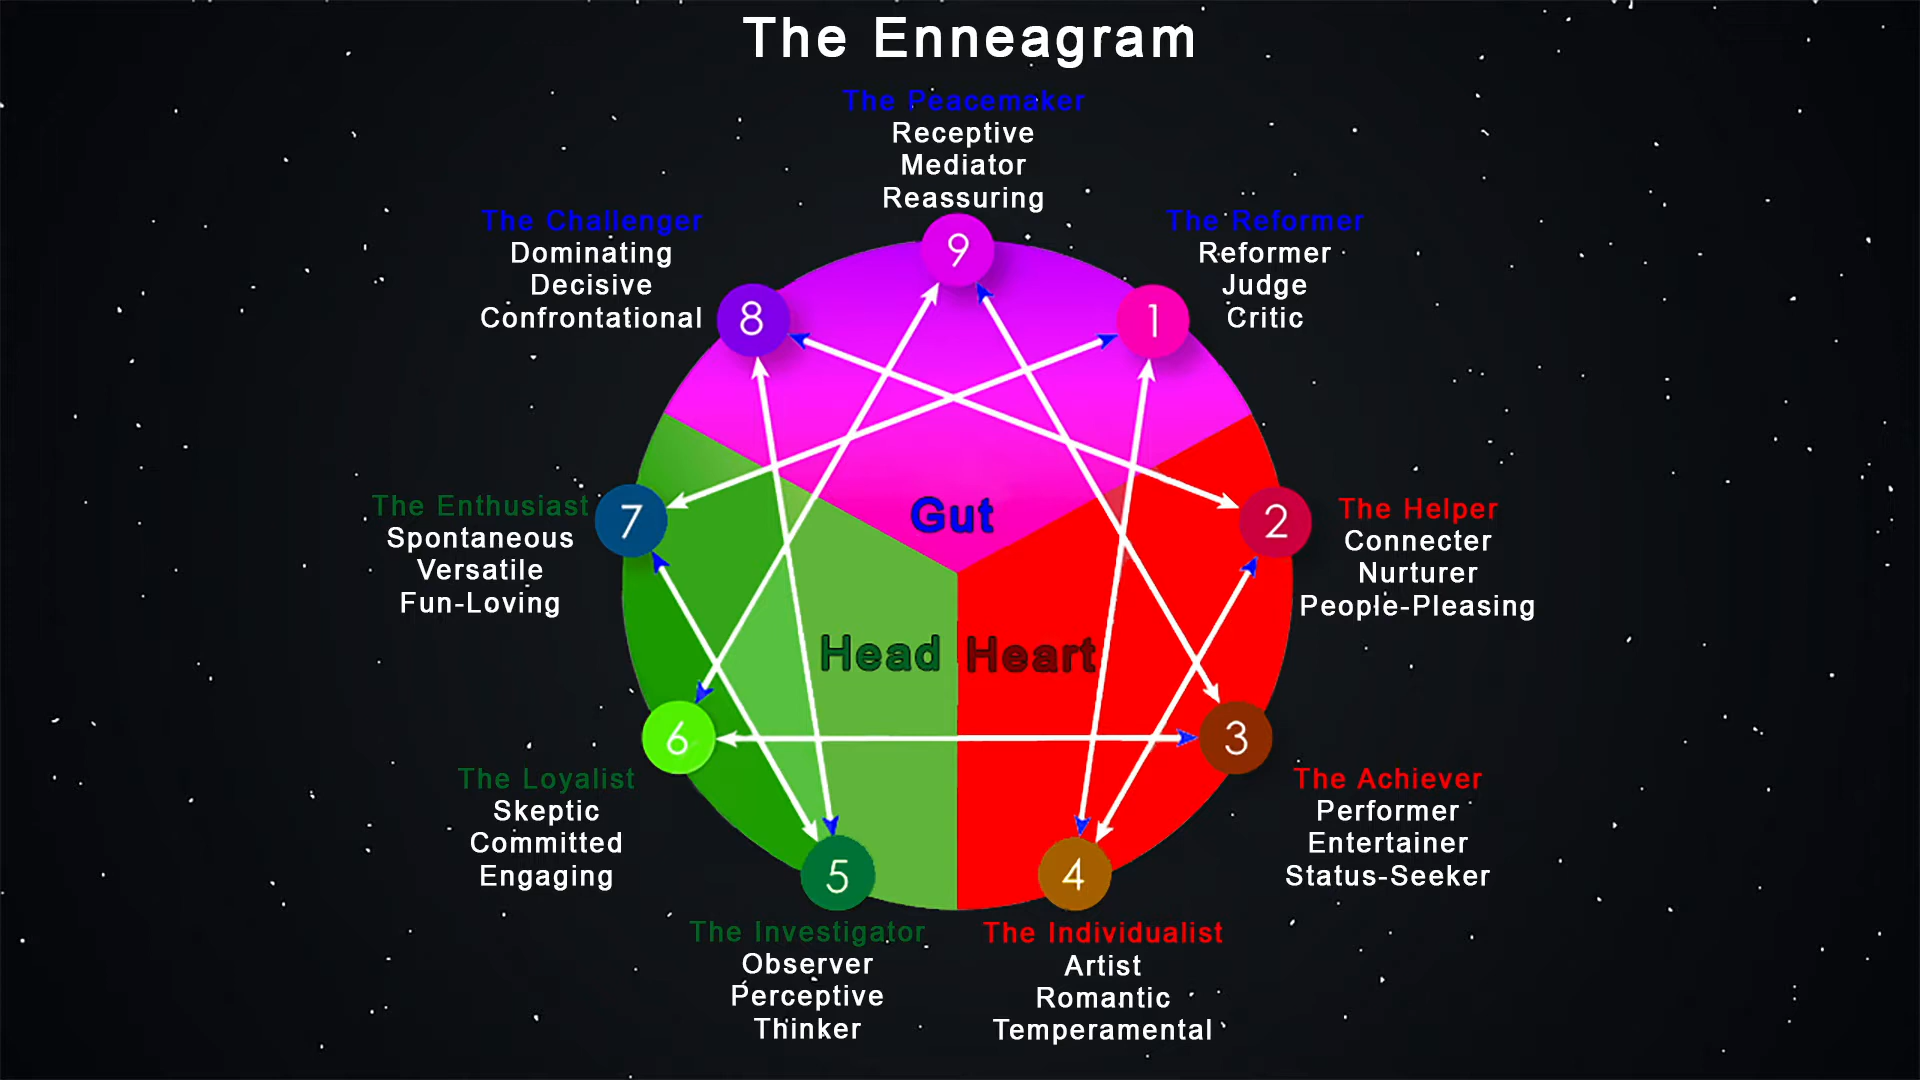 The Enneagram
The Peacemaker
Receptive
Mediator
Reassuring
The Challenger
Dominating
Decisive
Confrontational
The Reformer
Reformer
Judge
Critic
9
8
1
The Enthusiast
Spontaneous
Versatile
Fun-Loving
7
Gut
2
The Helper
Connecter
Nurturer
People-Pleasing
Head
Heart
6
3
The Loyalist
Skeptic
Committed
Engaging
The Achiever
Performer
Entertainer
Status-Seeker
5
4
The Investigator
Observer
Perceptive
Thinker
The Individualist
Artist
Romantic
Temperamental